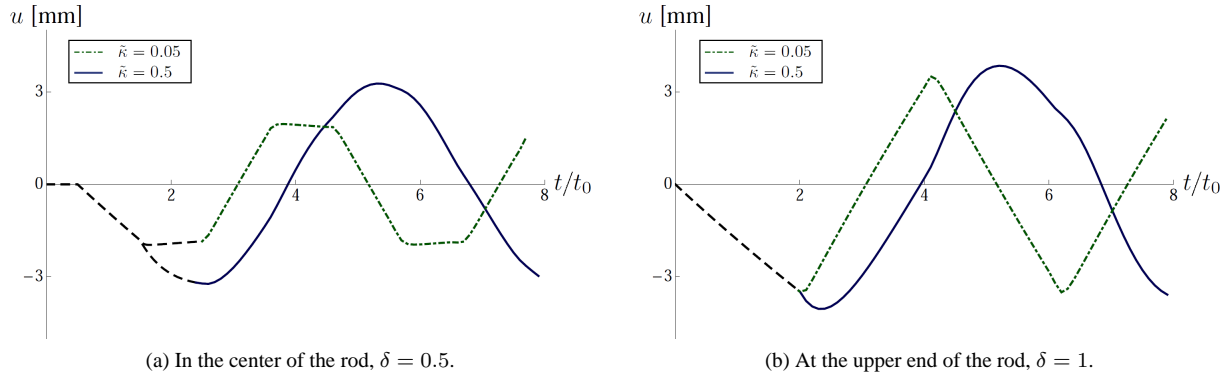 u [mm]
κ̃ = 0.05
κ̃ = 0.5
3
0
−3
2
4
6
8
t/t₀
(a) In the center of the rod, δ = 0.5.
u [mm]
κ̃ = 0.05
κ̃ = 0.5
3
0
−3
2
4
6
8
t/t₀
(b) At the upper end of the rod, δ = 1.